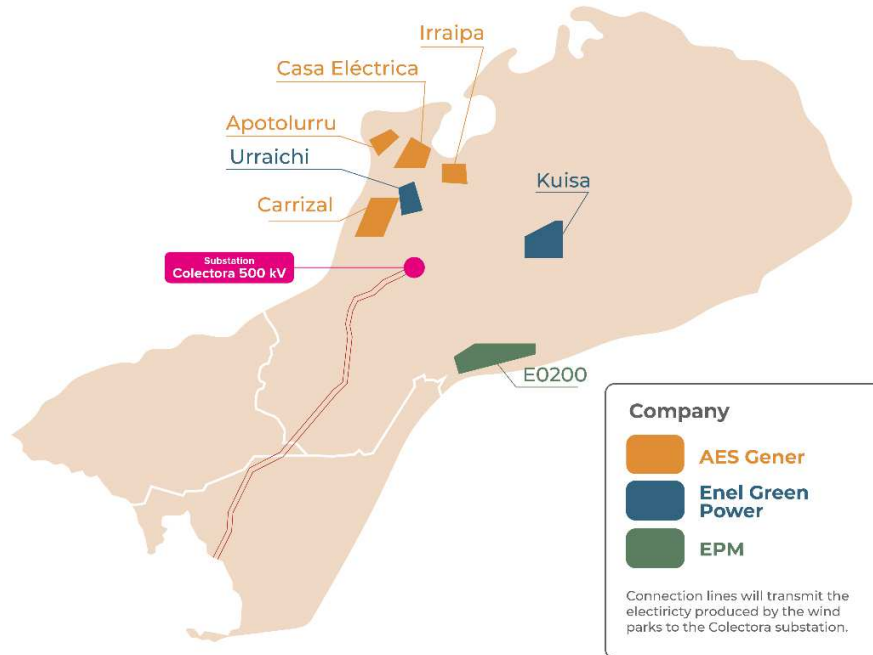 Irraipa
Casa Eléctrica
Apotolurru
Urraichi
Kuisa
Carrizal
Substation
Colectora 500 kV
E0200
Company
AES Gener
Enel Green
Power
EPM
Connection lines will transmit the
electiricty produced by the wind
parks to the Colectora substation.